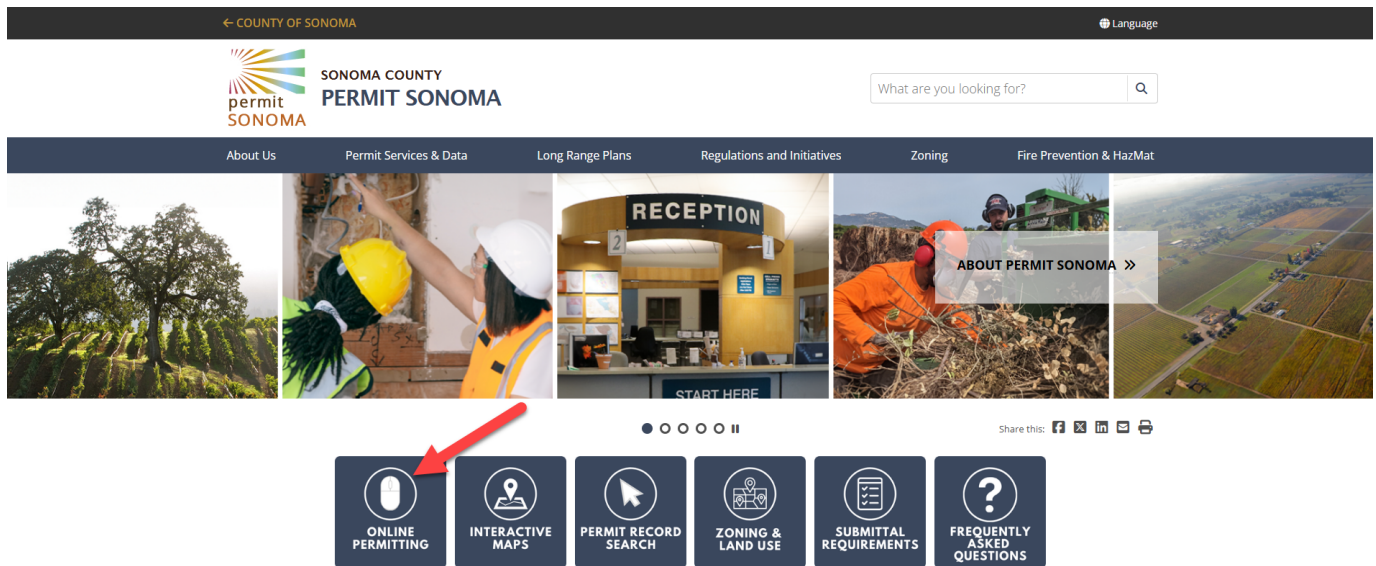 ← COUNTY OF SONOMA
Language
permit
SONOMA
SONOMA COUNTY
PERMIT SONOMA
What are you looking for?
About Us
Permit Services & Data
Long Range Plans
Regulations and Initiatives
Zoning
Fire Prevention & HazMat
RECEPTION
2
1
START HERE
ABOUT PERMIT SONOMA »
Share this:
ONLINE
PERMITTING
INTERACTIVE
MAPS
PERMIT RECORD
SEARCH
ZONING &
LAND USE
SUBMITTAL
REQUIREMENTS
FREQUENTLY
ASKED
QUESTIONS